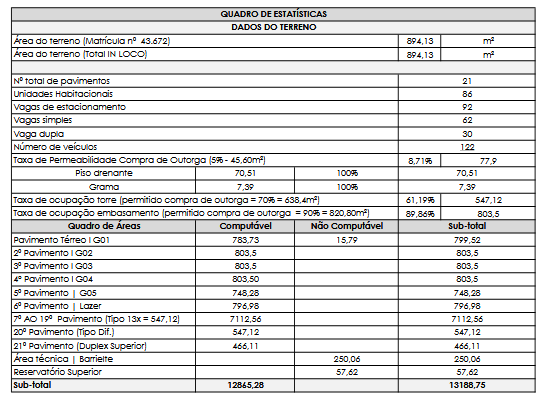 QUADRO DE ESTATÍSTICAS
DADOS DO TERRENO
Área do terreno (Matrícula nº 43.672) 894,13 m²
Área do terreno (Total IN LOCO) 894,13 m²
Nº total de pavimentos 21
Unidades Habitacionais 86
Vagas de estacionamento 92
Vagas simples 62
Vaga dupla 30
Número de veículos 122
Taxa de Permeabilidade Compra de Outorga (5% - 45,60m²) 8,71% 77,9
Piso drenante 70,51 100% 70,51
Grama 7,39 100% 7,39
Taxa de ocupação torre (permitido compra de outorga = 70% = 638,4m²) 61,19% 547,12
Taxa de ocupação embasamento (permitido compra de outorga = 90% = 820,80m²) 89,86% 803,5
Quadro de Áreas Computável Não Computável Sub-total
Pavimento Térreo I G01 783,73 15,79 799,52
2º Pavimento I G02 803,5 803,5
3º Pavimento I G03 803,5 803,5
4º Pavimento I G04 803,50 803,5
5º Pavimento | G05 748,28 748,28
6º Pavimento | Lazer 796,98 796,98
7º AO 19º Pavimento (Tipo 13x = 547,12) 7112,56 7112,56
20º Pavimento (Tipo Dif.) 547,12 547,12
21º Pavimento (Duplex Superior) 466,11 466,11
Área técnica | Barrilete 250,06 250,06
Reservatório Superior 57,62 57,62
Sub-total 12865,28 13188,75